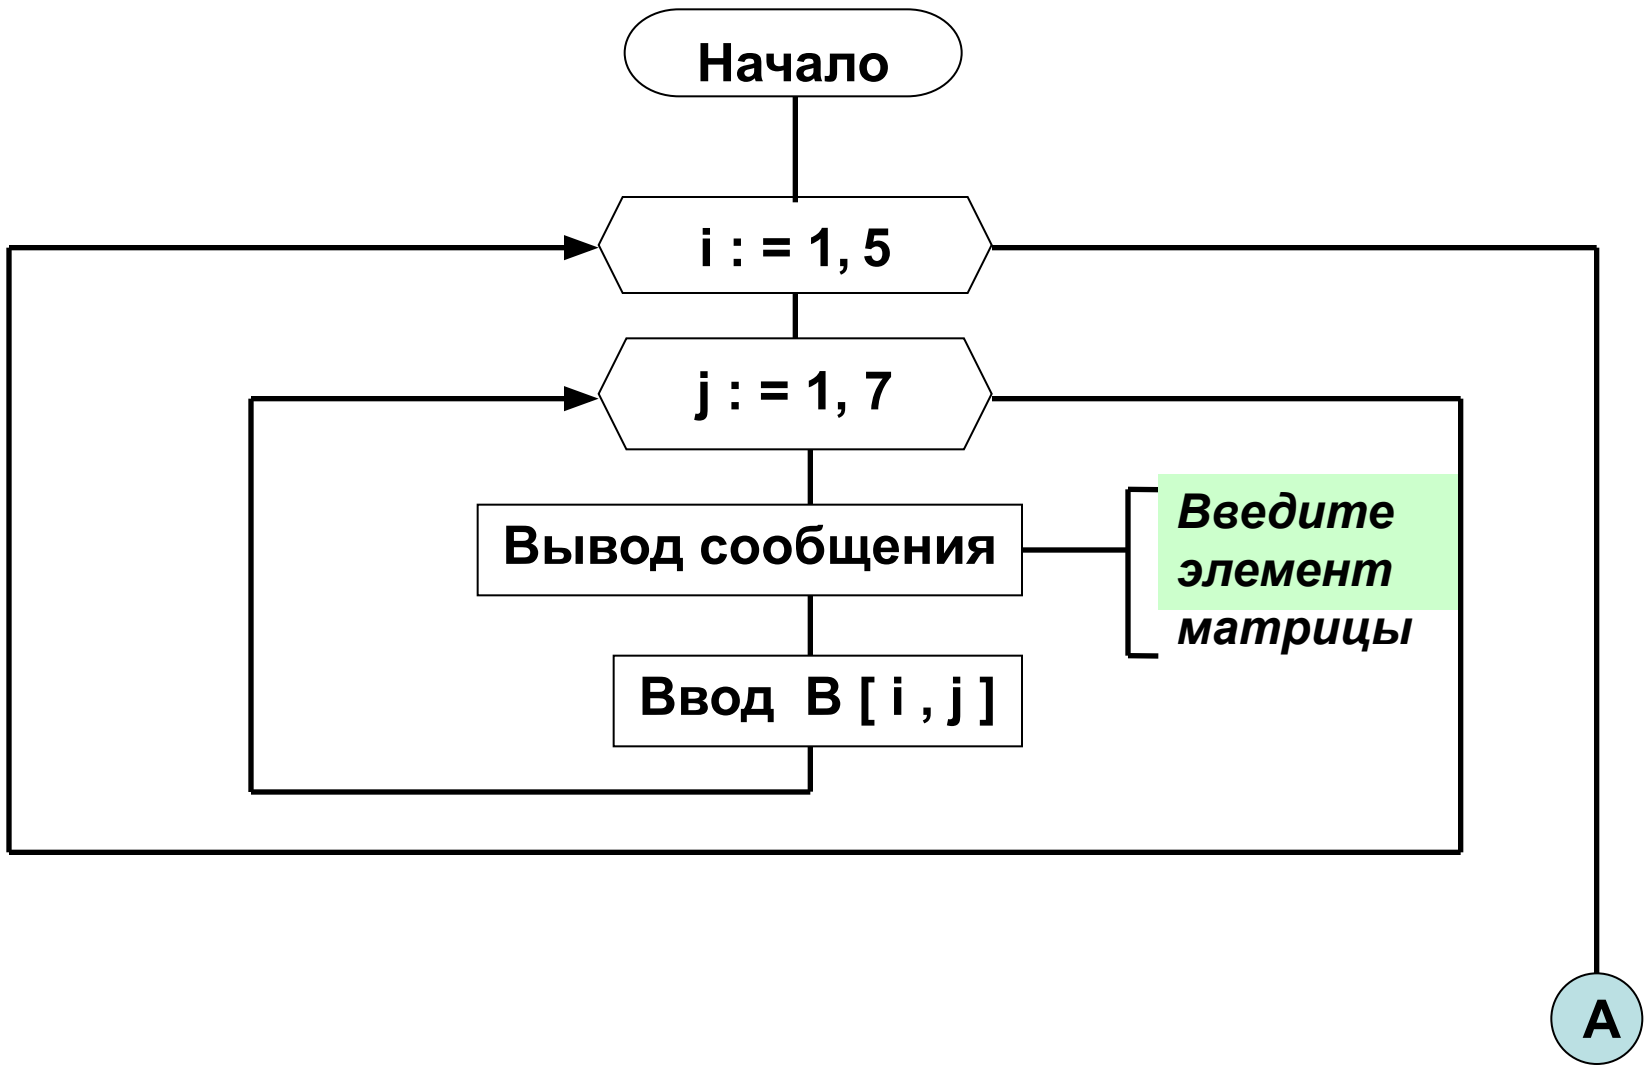 Начало
i : = 1, 5
j : = 1, 7
Вывод сообщения
Введите
элемент
матрицы
Ввод В [ i , j ]
А